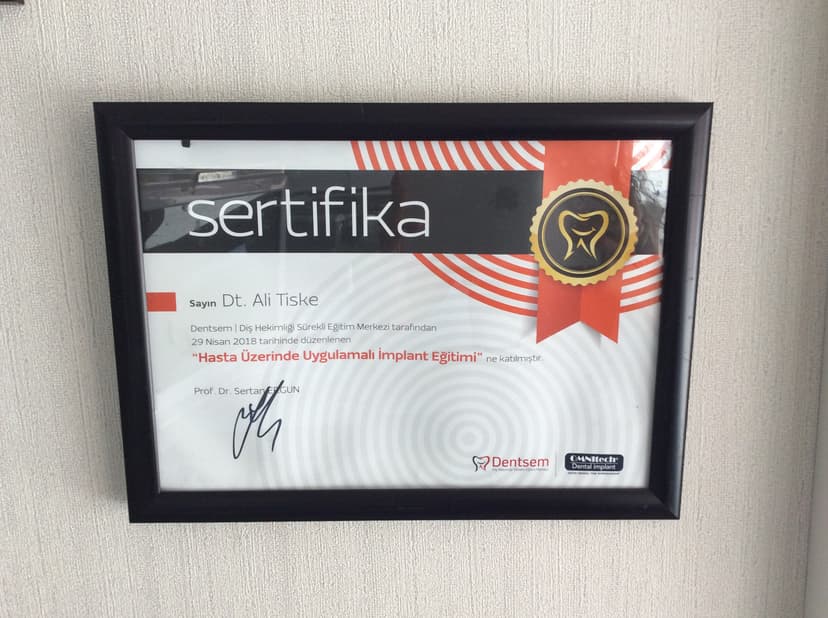 sertifika
Sayın Dt. Ali Tiske
Dentsem | Diş Hekimliği Sürekli Eğitim Merkezi tarafından
29 Nisan 2018 tarihinde düzenlenen
"Hasta Üzerinde Uygulamalı İmplant Eğitimi" ne katılmıştır.
Prof. Dr. Sertan ERGUN
Dentsem
OMNItech
Dental Implant